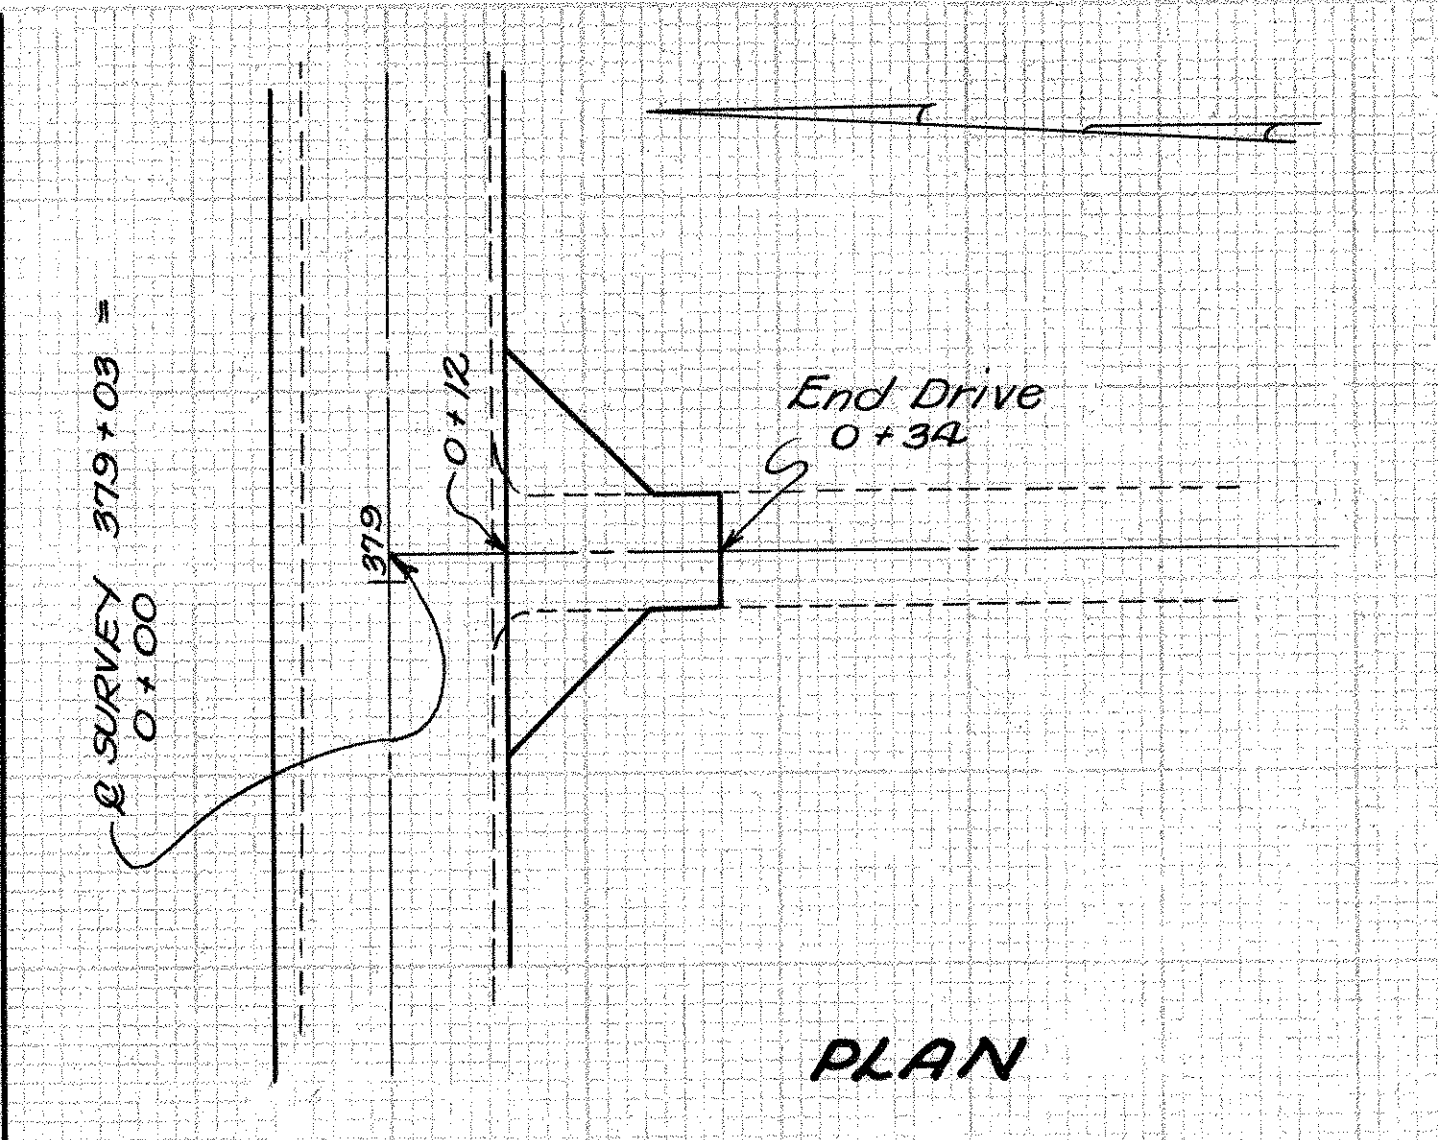 ℄ SURVEY 379+03 =
0+00
379
0+12
End Drive
0+34
PLAN